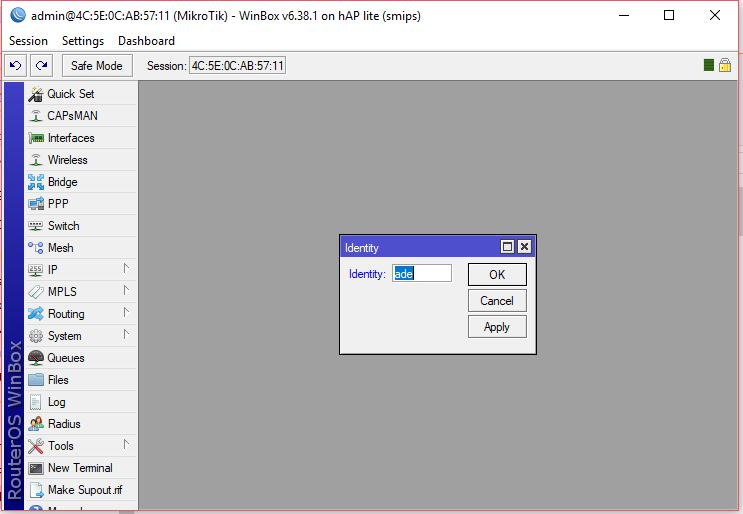 admin@4C:5E:0C:AB:57:11 (MikroTik) - WinBox v6.38.1 on hAP lite (smips)
Session Settings Dashboard
Safe Mode Session: 4C:5E:0C:AB:57:11
Quick Set
CAPsMAN
Interfaces
Wireless
Bridge
PPP
Switch
Mesh
IP
MPLS
Routing
System
Queues
Files
Log
Radius
Tools
New Terminal
Make Supout.rif
RouterOS WinBox
Identity
Identity: ade
OK
Cancel
Apply